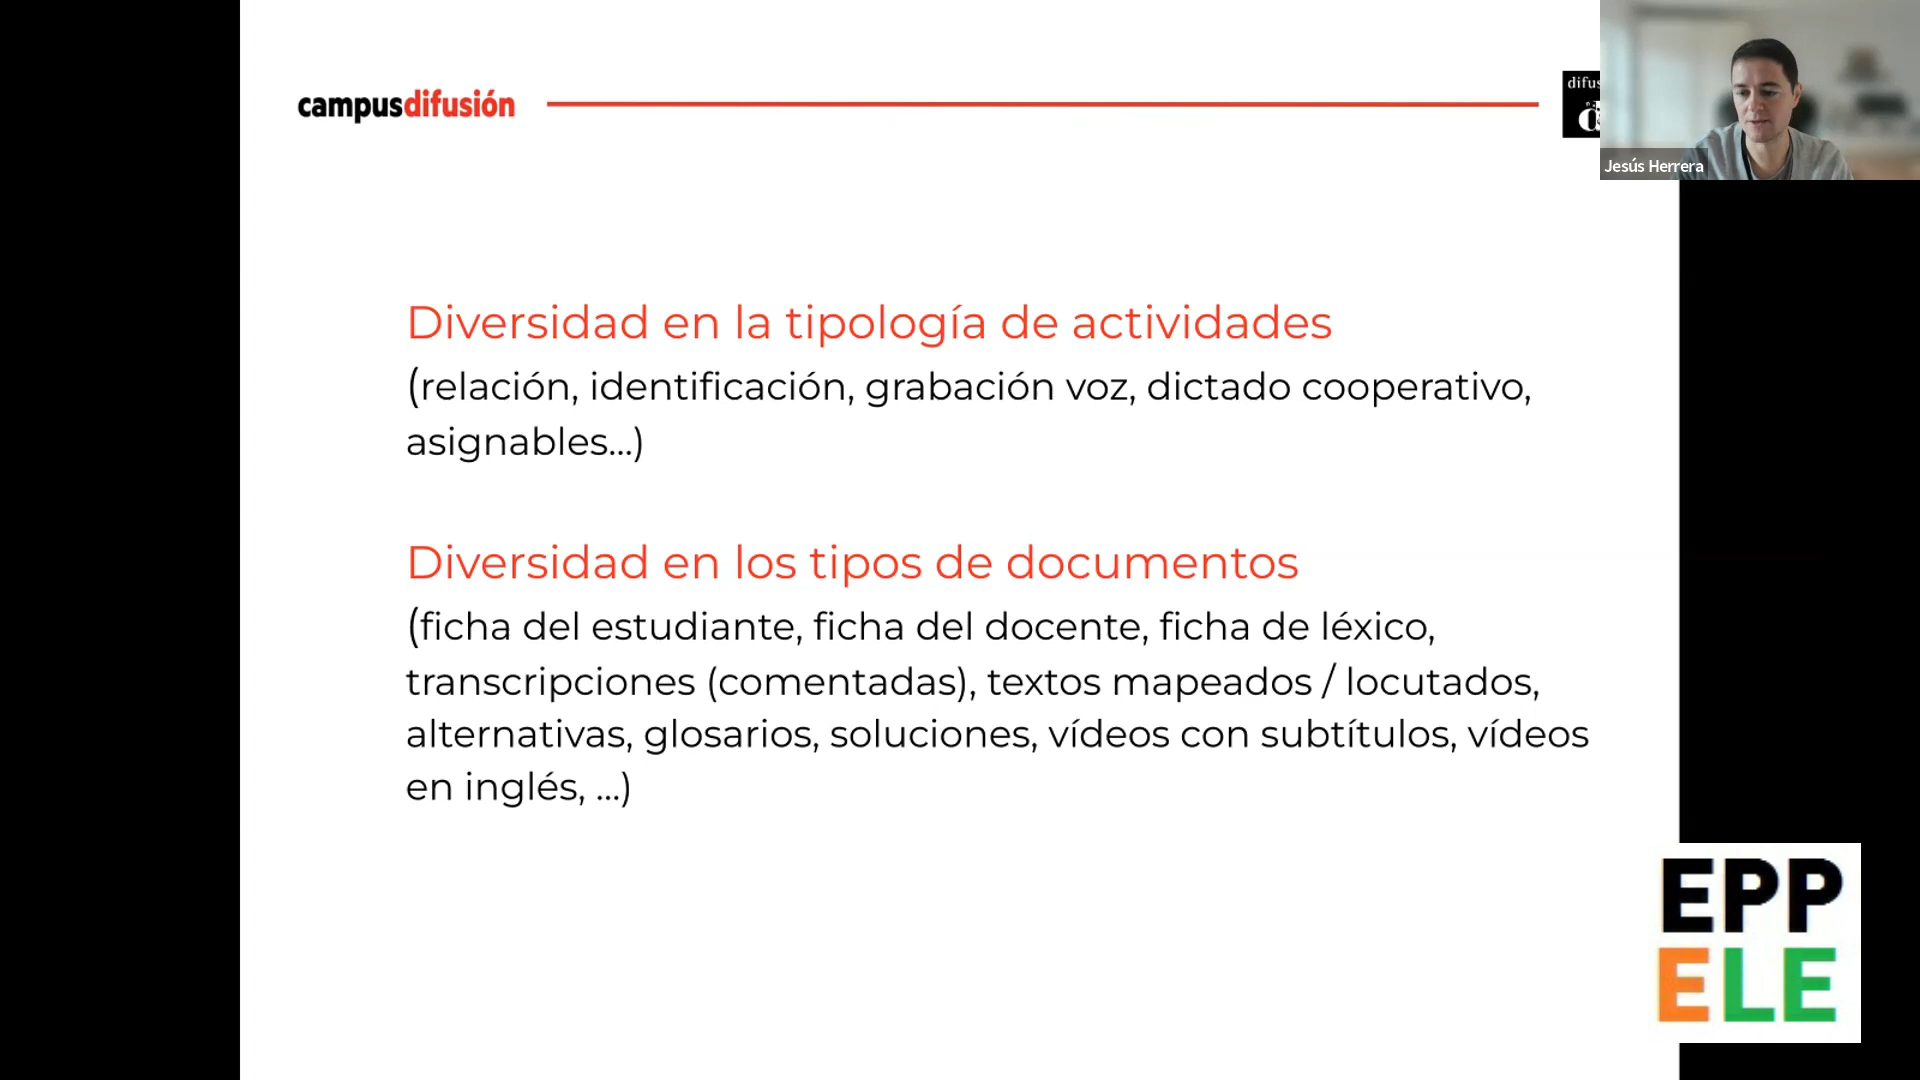 campusdifusión
Jesús Herrera
Diversidad en la tipología de actividades
(relación, identificación, grabación voz, dictado cooperativo,
asignables...)
Diversidad en los tipos de documentos
(ficha del estudiante, ficha del docente, ficha de léxico,
transcripciones (comentadas), textos mapeados / locutados,
alternativas, glosarios, soluciones, vídeos con subtítulos, vídeos
en inglés, ...)
EPP
ELE